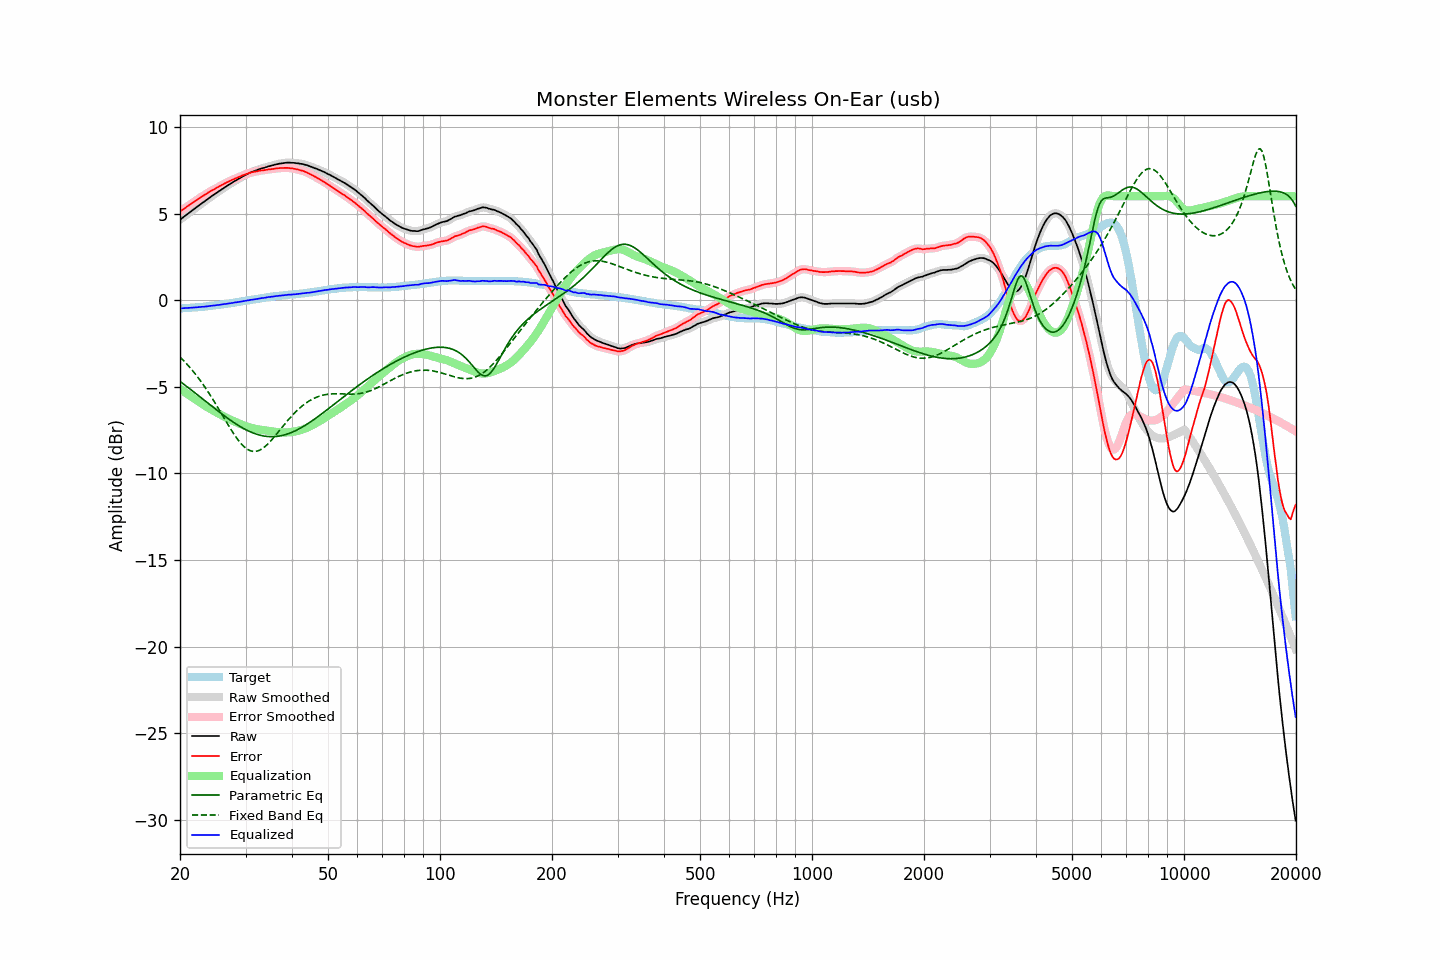 Monster Elements Wireless On-Ear (usb)
10
5
0
−5
−10
−15
−20
−25
−30
Amplitude (dBr)
Target
Raw Smoothed
Error Smoothed
Raw
Error
Equalization
Parametric Eq
Fixed Band Eq
Equalized
20 50 100 200 500 1000 2000 5000 10000 20000
Frequency (Hz)